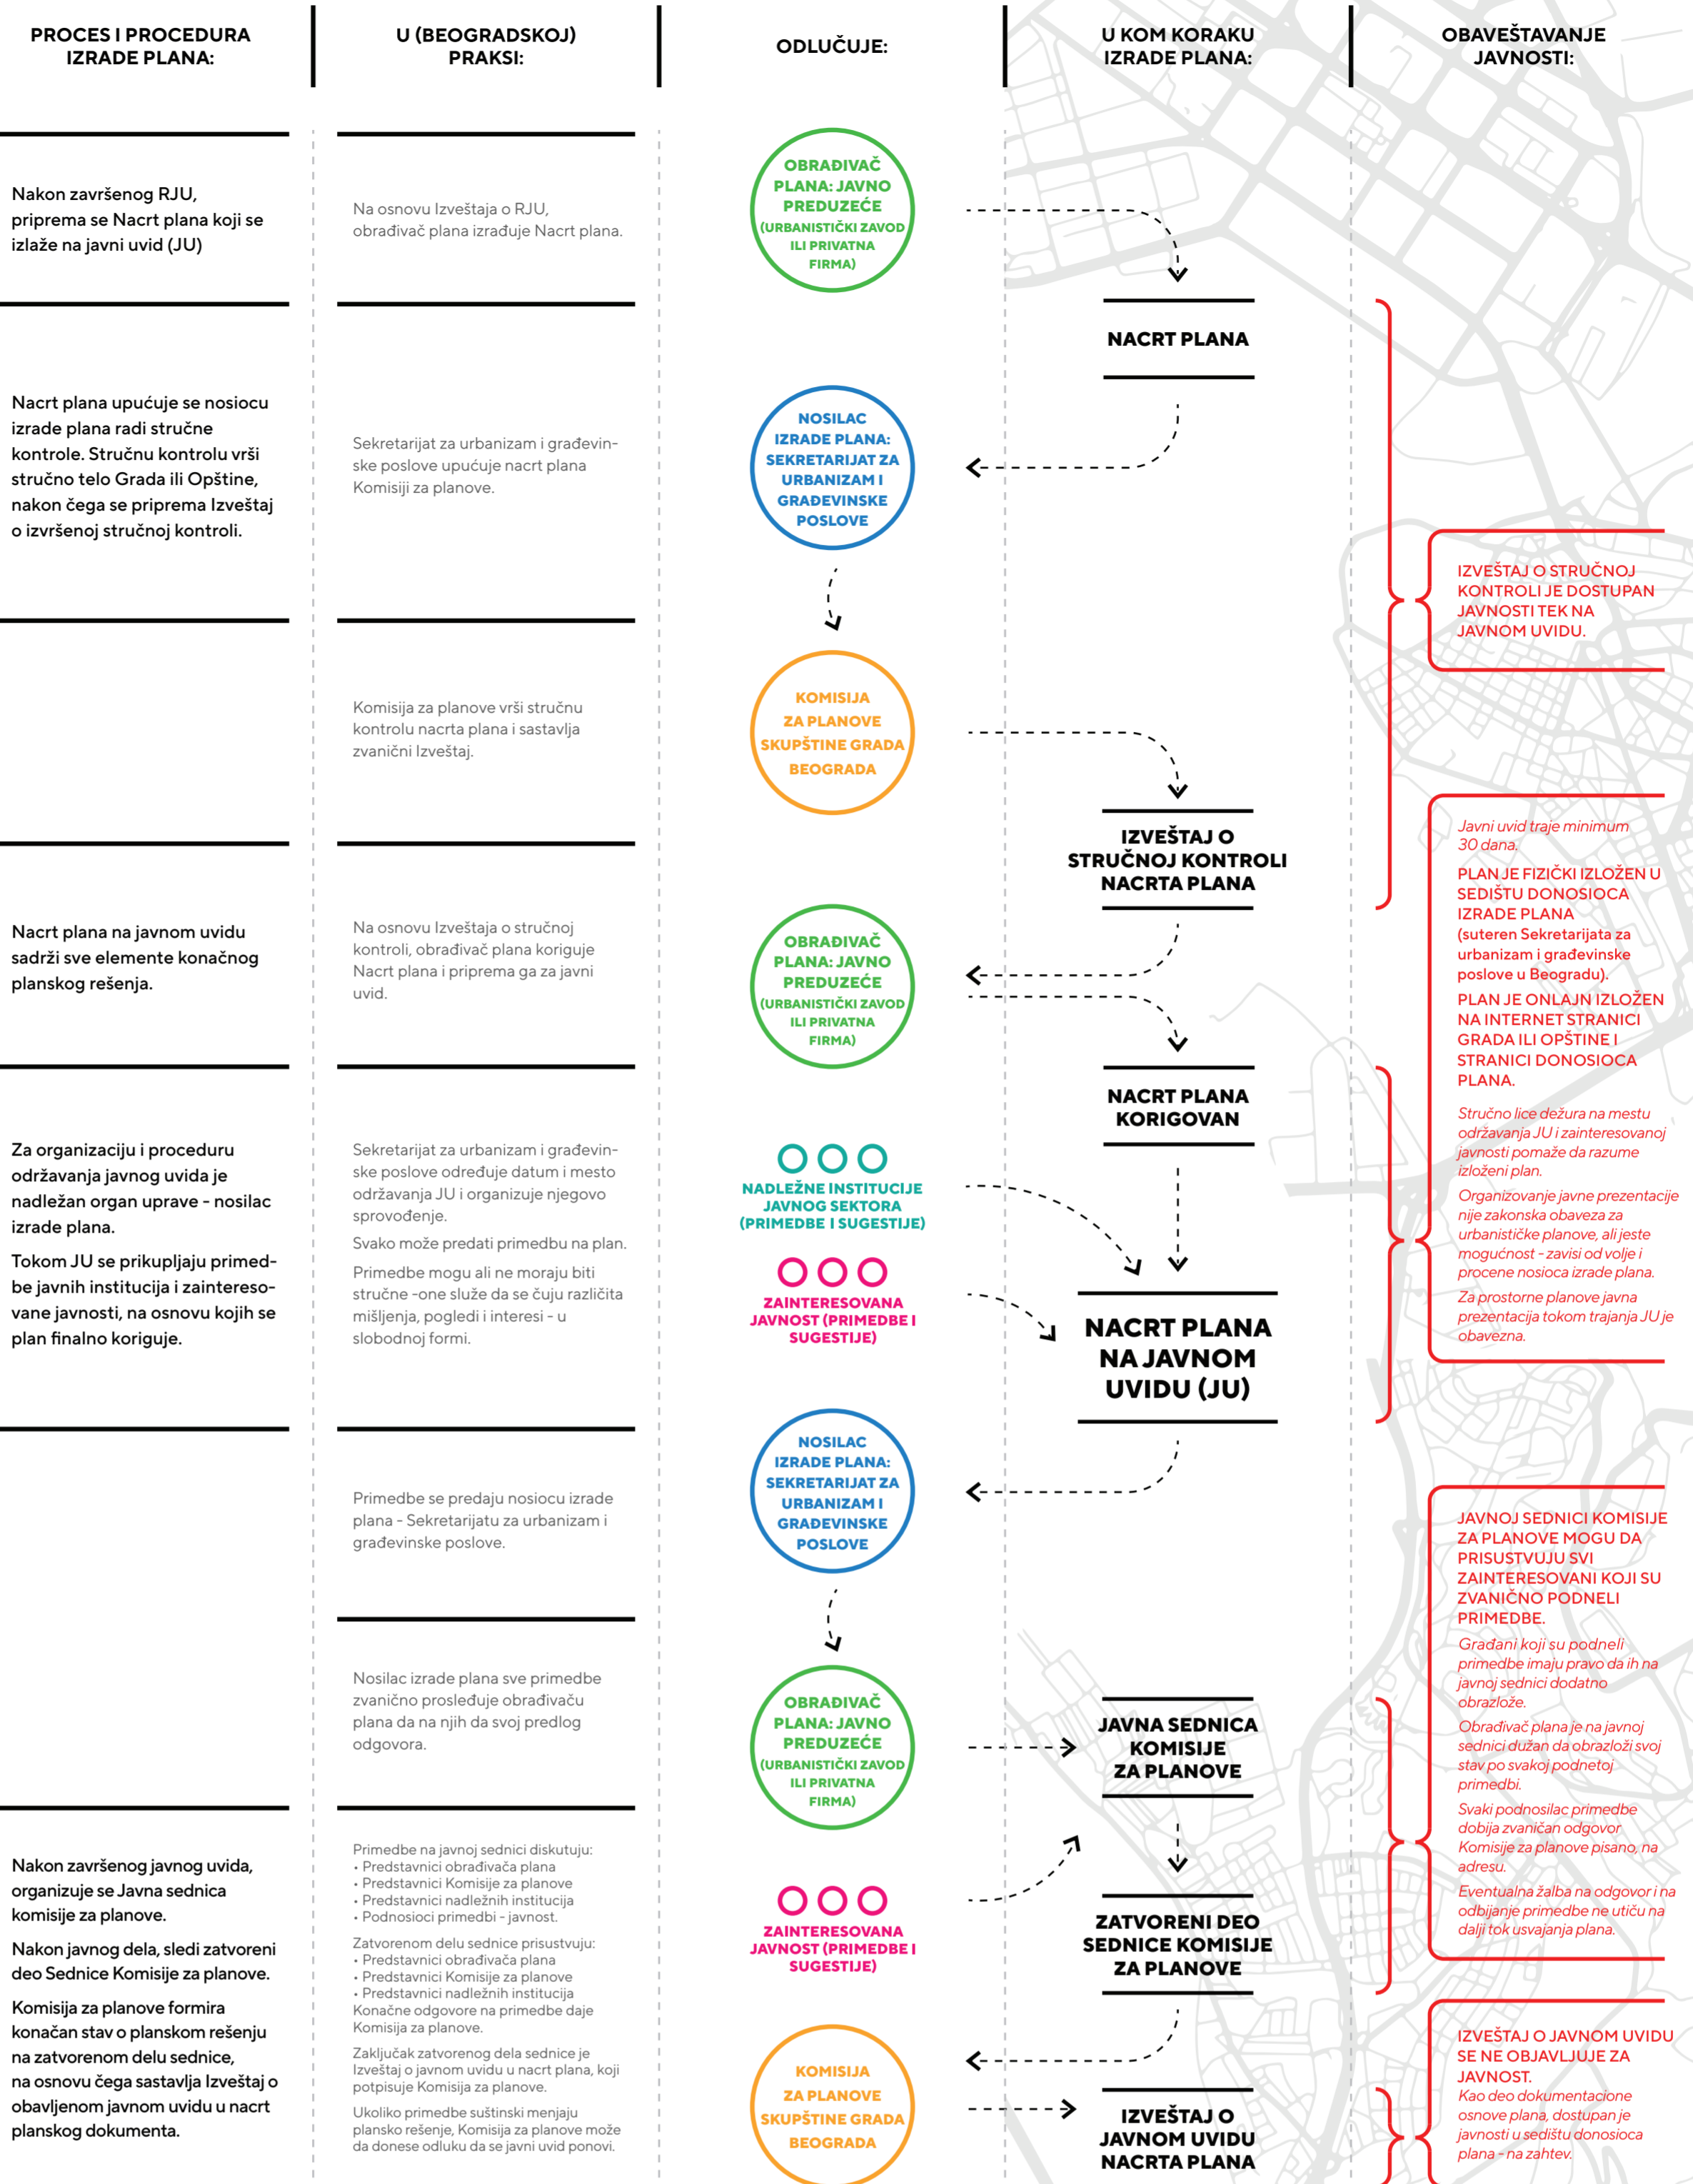 PROCES I PROCEDURA
IZRADE PLANA:
U (BEOGRADSKOJ)
PRAKSI:
ODLUČUJE:
U KOM KORAKU
IZRADE PLANA:
OBAVEŠTAVANJE
JAVNOSTI:
Nakon završenog RJU,
priprema se Nacrt plana koji se
izlaže na javni uvid (JU)
Na osnovu Izveštaja o RJU,
obrađivač plana izrađuje Nacrt plana.
OBRAĐIVAČ
PLANA: JAVNO
PREDUZEĆE
(URBANISTIČKI ZAVOD
ILI PRIVATNA
FIRMA)
NACRT PLANA
Nacrt plana upućuje se nosiocu
izrade plana radi stručne
kontrole. Stručnu kontrolu vrši
stručno telo Grada ili Opštine,
nakon čega se priprema Izveštaj
o izvršenoj stručnoj kontroli.
Sekretarijat za urbanizam i građevin-
ske poslove upućuje nacrt plana
Komisiji za planove.
NOSILAC
IZRADE PLANA:
SEKRETARIJAT ZA
URBANIZAM I
GRAĐEVINSKE
POSLOVE
IZVEŠTAJ O STRUČNOJ
KONTROLI JE DOSTUPAN
JAVNOSTI TEK NA
JAVNOM UVIDU.
Komisija za planove vrši stručnu
kontrolu nacrta plana i sastavlja
zvanični Izveštaj.
KOMISIJA
ZA PLANOVE
SKUPŠTINE GRADA
BEOGRADA
IZVEŠTAJ O
STRUČNOJ KONTROLI
NACRTA PLANA
Nacrt plana na javnom uvidu
sadrži sve elemente konačnog
planskog rešenja.
Na osnovu Izveštaja o stručnoj
kontroli, obrađivač plana koriguje
Nacrt plana i priprema ga za javni
uvid.
OBRAĐIVAČ
PLANA: JAVNO
PREDUZEĆE
(URBANISTIČKI ZAVOD
ILI PRIVATNA
FIRMA)
NACRT PLANA
KORIGOVAN
Javni uvid traje minimum
30 dana.
PLAN JE FIZIČKI IZLOŽEN U
SEDIŠTU DONOSIOCA
IZRADE PLANA
(suteren Sekretarijata za
urbanizam i građevinske
poslove u Beogradu).
PLAN JE ONLAJN IZLOŽEN
NA INTERNET STRANICI
GRADA ILI OPŠTINE I
STRANICI DONOSIOCA
PLANA.
Stručno lice dežura na mestu
održavanja JU i zainteresovanoj
javnosti pomaže da razume
izloženi plan.
Organizovanje javne prezentacije
nije zakonska obaveza za
urbanističke planove, ali jeste
mogućnost - zavisi od volje i
procene nosioca izrade plana.
Za prostorne planove javna
prezentacija tokom trajanja JU je
obavezna.
Za organizaciju i proceduru
održavanja javnog uvida je
nadležan organ uprave - nosilac
izrade plana.
Tokom JU se prikupljaju primed-
be javnih institucija i zaintereso-
vane javnosti, na osnovu kojih se
plan finalno koriguje.
Sekretarijat za urbanizam i građevin-
ske poslove određuje datum i mesto
održavanja JU i organizuje njegovo
sprovođenje.
Svako može predati primedbu na plan.
Primedbe mogu ali ne moraju biti
stručne -one služe da se čuju različita
mišljenja, pogledi i interesi - u
slobodnoj formi.
NADLEŽNE INSTITUCIJE
JAVNOG SEKTORA
(PRIMEDBE I SUGESTIJE)
ZAINTERESOVANA
JAVNOST (PRIMEDBE I
SUGESTIJE)
NACRT PLANA
NA JAVNOM
UVIDU (JU)
Primedbe se predaju nosiocu izrade
plana - Sekretarijatu za urbanizam i
građevinske poslove.
NOSILAC
IZRADE PLANA:
SEKRETARIJAT ZA
URBANIZAM I
GRAĐEVINSKE
POSLOVE
Nosilac izrade plana sve primedbe
zvanično prosleđuje obrađivaču
plana da na njih da svoj predlog
odgovora.
OBRAĐIVAČ
PLANA: JAVNO
PREDUZEĆE
(URBANISTIČKI ZAVOD
ILI PRIVATNA
FIRMA)
JAVNA SEDNICA
KOMISIJE
ZA PLANOVE
JAVNOJ SEDNICI KOMISIJE
ZA PLANOVE MOGU DA
PRISUSTVUJU SVI
ZAINTERESOVANI KOJI SU
ZVANIČNO PODNELI
PRIMEDBE.
Građani koji su podneli
primedbe imaju pravo da ih na
javnoj sednici dodatno
obrazlože.
Obrađivač plana je na javnoj
sednici dužan da obrazloži svoj
stav po svakoj podnetoj
primedbi.
Svaki podnosilac primedbe
dobija zvaničan odgovor
Komisije za planove pisano, na
adresu.
Eventualna žalba na odgovor i na
odbijanje primedbe ne utiču na
dalji tok usvajanja plana.
Nakon završenog javnog uvida,
organizuje se Javna sednica
komisije za planove.
Nakon javnog dela, sledi zatvoreni
deo Sednice Komisije za planove.
Komisija za planove formira
konačan stav o planskom rešenju
na zatvorenom delu sednice,
na osnovu čega sastavlja Izveštaj o
obavljenom javnom uvidu u nacrt
planskog dokumenta.
Primedbe na javnoj sednici diskutuju:
• Predstavnici obrađivača plana
• Predstavnici Komisije za planove
• Predstavnici nadležnih institucija
• Podnosioci primedbi - javnost.
Zatvorenom delu sednice prisustvuju:
• Predstavnici obrađivača plana
• Predstavnici Komisije za planove
• Predstavnici nadležnih institucija
Konačne odgovore na primedbe daje
Komisija za planove.
Zaključak zatvorenog dela sednice je
Izveštaj o javnom uvidu u nacrt plana, koji
potpisuje Komisija za planove.
Ukoliko primedbe suštinski menjaju
plansko rešenje, Komisija za planove može
da donese odluku da se javni uvid ponovi.
ZAINTERESOVANA
JAVNOST (PRIMEDBE I
SUGESTIJE)
ZATVORENI DEO
SEDNICE KOMISIJE
ZA PLANOVE
KOMISIJA
ZA PLANOVE
SKUPŠTINE GRADA
BEOGRADA
IZVEŠTAJ O
JAVNOM UVIDU
NACRTA PLANA
IZVEŠTAJ O JAVNOM UVIDU
SE NE OBJAVLJUJE ZA
JAVNOST.
Kao deo dokumentacione
osnove plana, dostupan je
javnosti u sedištu donosioca
plana - na zahtev.